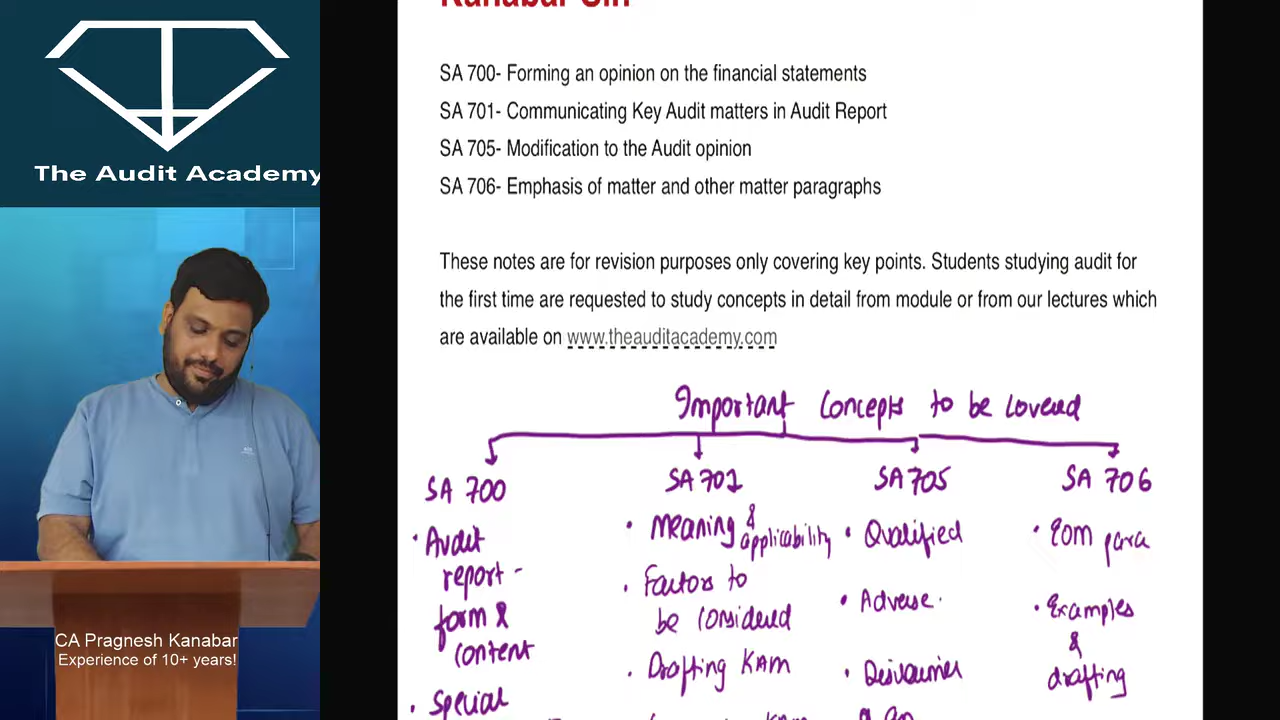 The Audit Academy
CA Pragnesh Kanabar
Experience of 10+ years!
Kanabar Sir!
SA 700- Forming an opinion on the financial statements
SA 701- Communicating Key Audit matters in Audit Report
SA 705- Modification to the Audit opinion
SA 706- Emphasis of matter and other matter paragraphs
These notes are for revision purposes only covering key points. Students studying audit for
the first time are requested to study concepts in detail from module or from our lectures which
are available on www.theauditacademy.com
Important Concepts to be Covered
SA 700
• Audit
report -
form &
content
• Special
SA 701
• Meaning & applicability
• Factors to
be considered
• Drafting KAM
KAM
SA 705
• Qualified
• Adverse.
SA 706
• EOM para
• Examples
&
drafting